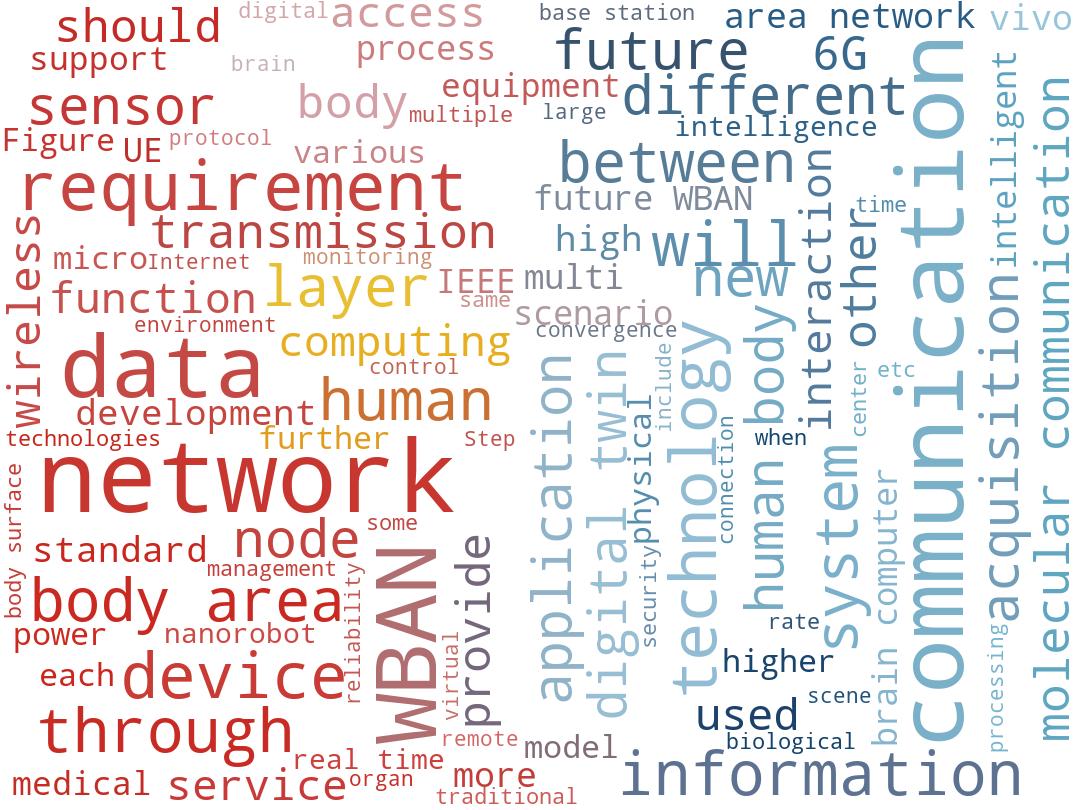 should
digital
access
base station
area network
vivo
support
brain
process
future
6G
equipment
different
sensor
body
multiple
large
intelligence
Figure
UE
protocol
various
between
requirement
future WBAN
time
transmission
high
will
micro
Internet
monitoring
IEEE
multi
new
function
layer
same
scenario
environment
convergence
computing
control
data
human
etc
development
technologies
further
Step
when
network
wireless
interaction
other
communication
intelligent
acquisition
molecular communication
application
digital twin
include
physical
technology
connection
human body
center
system
brain computer
security
processing
some
standard
node
management
body surface
body area
reliability
WBAN
provide
virtual
power
nanorobot
rate
each
device
higher
scene
through
used
remote
model
biological
real time
medical
service
organ
more
information
traditional